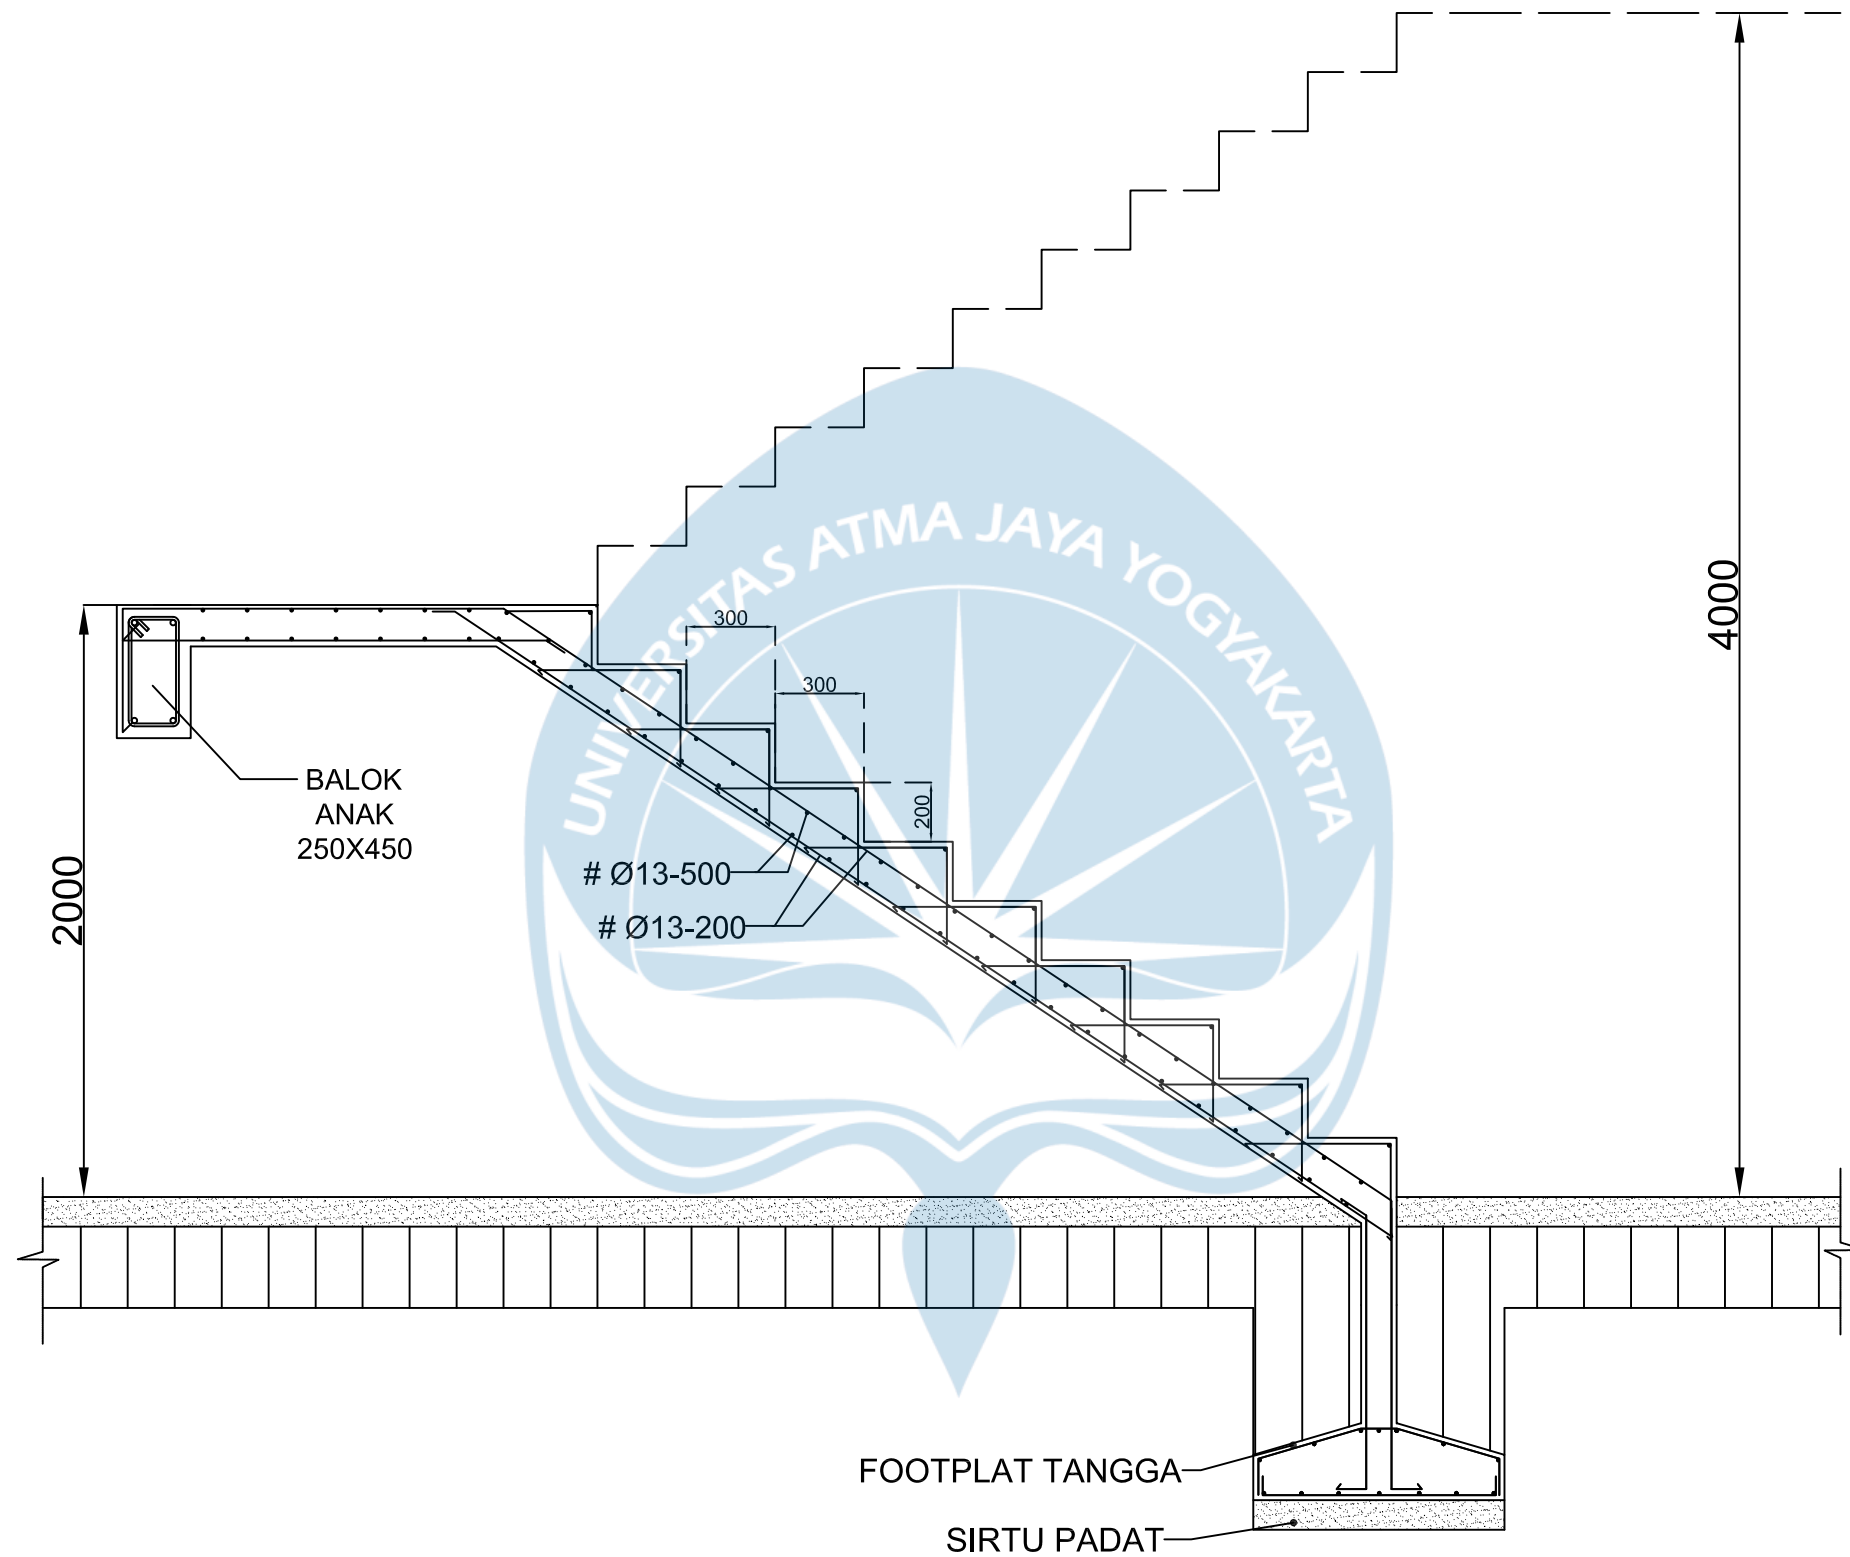 4000
UNIVERSITAS ATMA JAYA YOGYAKARTA
300
300
200
BALOK
ANAK
250X450
2000
# Ø13-500
# Ø13-200
FOOTPLAT TANGGA
SIRTU PADAT